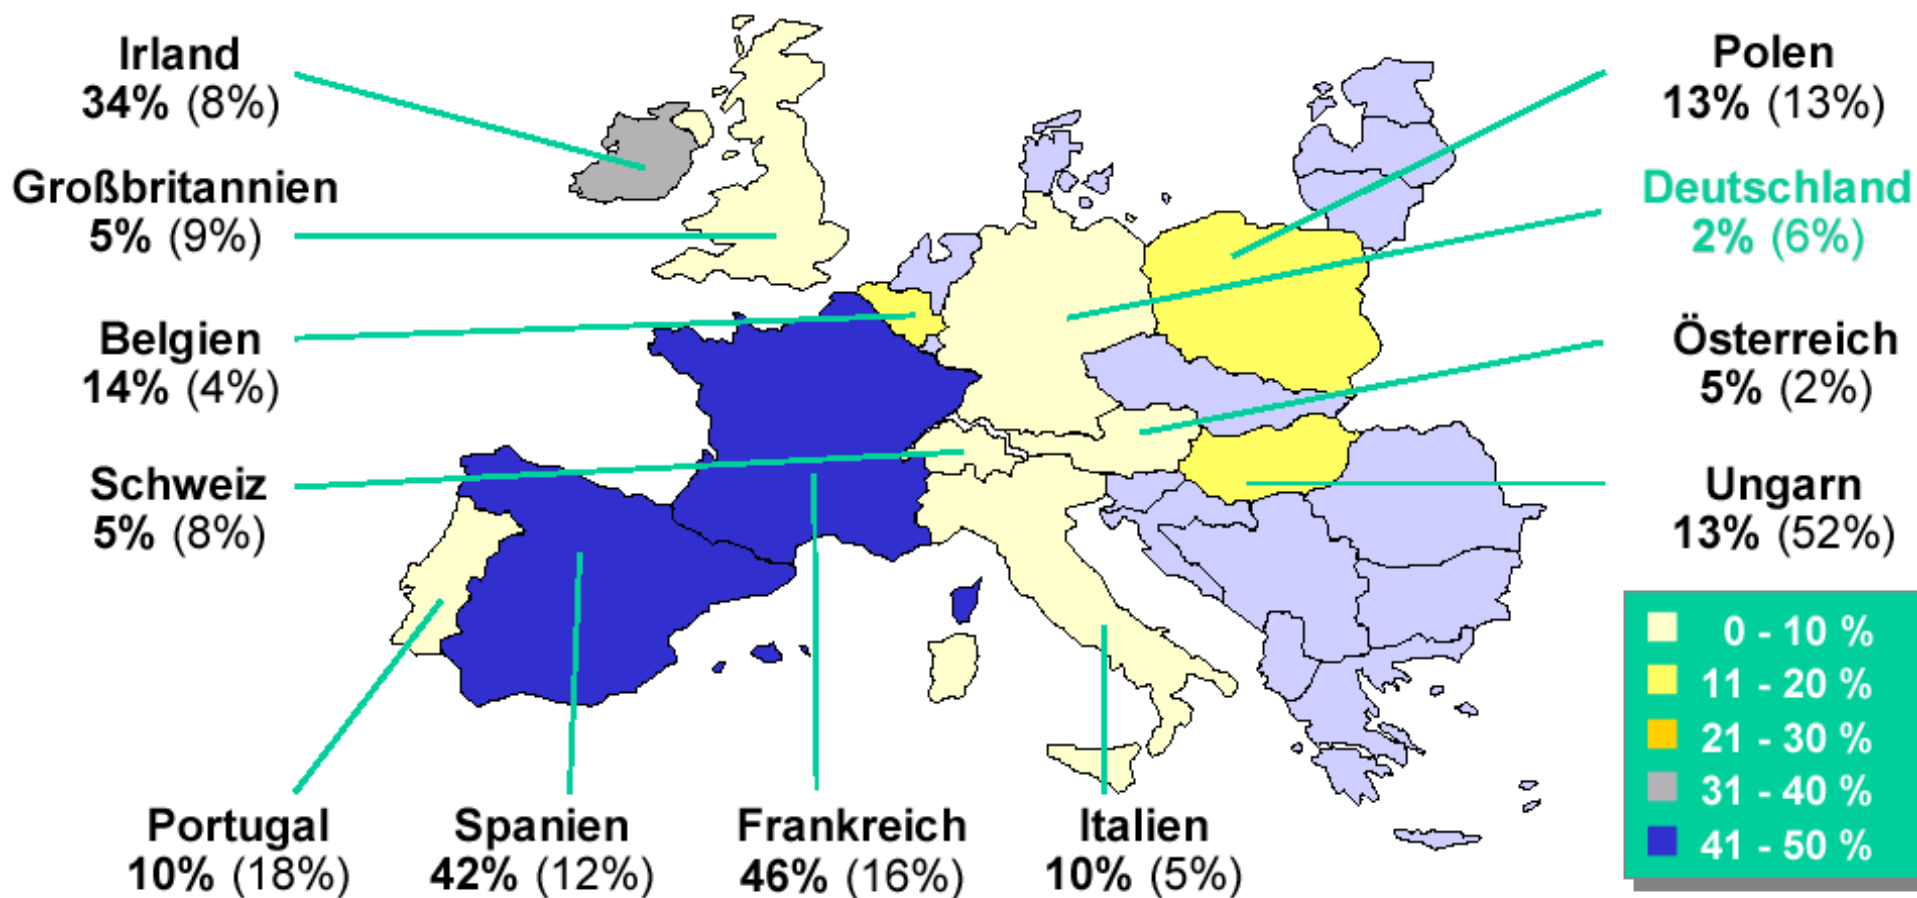 Irland
34% (8%)
Großbritannien
5% (9%)
Belgien
14% (4%)
Schweiz
5% (8%)
Portugal
10% (18%)
Spanien
42% (12%)
Frankreich
46% (16%)
Italien
10% (5%)
Polen
13% (13%)
Deutschland
2% (6%)
Österreich
5% (2%)
Ungarn
13% (52%)
0 - 10 %
11 - 20 %
21 - 30 %
31 - 40 %
41 - 50 %